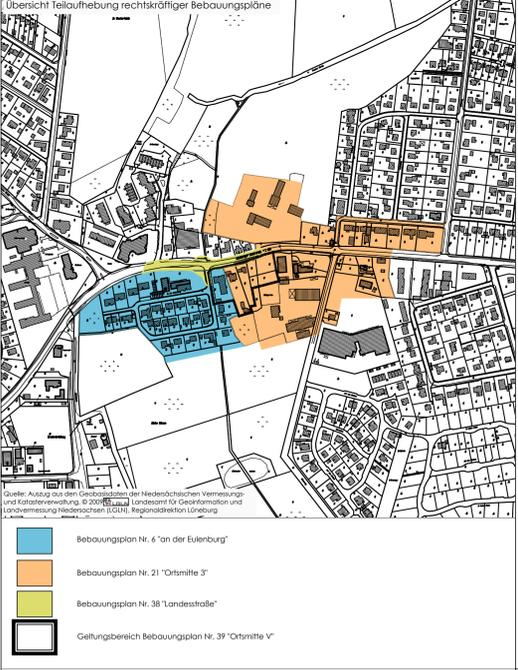 Übersicht Teilaufhebung rechtskräftiger Bebauungspläne
Quelle: Auszug aus den Geobasisdaten der Niedersächsischen Vermessungs-
und Katasterverwaltung, © 2009 LGLN Landesamt für Geoinformation und
Landvermessung Niedersachsen (LGLN), Regionaldirektion Lüneburg
Bebauungsplan Nr. 6 "an der Eulenburg"
Bebauungsplan Nr. 21 "Ortsmitte 3"
Bebauungsplan Nr. 38 "Landesstraße"
Geltungsbereich Bebauungsplan Nr. 39 "Ortsmitte V"